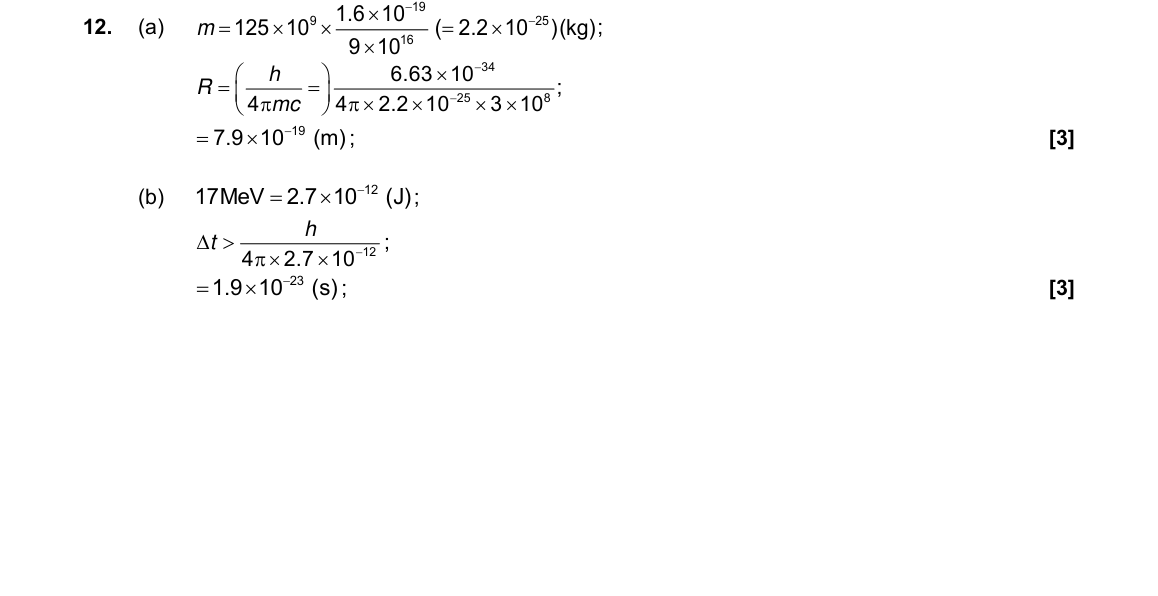 12. (a) m = 125×10⁹ × (1.6×10⁻¹⁹)/(9×10¹⁶) (= 2.2×10⁻²⁵)(kg);
R = (h/(4πmc) =) 6.63×10⁻³⁴/(4π×2.2×10⁻²⁵×3×10⁸);
= 7.9×10⁻¹⁹ (m); [3]
(b) 17MeV = 2.7×10⁻¹² (J);
Δt > h/(4π×2.7×10⁻¹²);
= 1.9×10⁻²³ (s); [3]